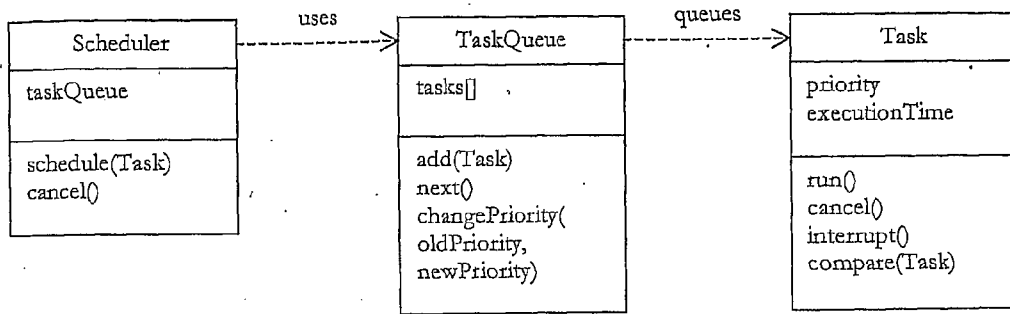 uses
queues
Scheduler
taskQueue
schedule(Task)
cancel()
TaskQueue
tasks[]
add(Task)
next()
changePriority(
oldPriority,
newPriority)
Task
priority
executionTime
run()
cancel()
interrupt()
compare(Task)